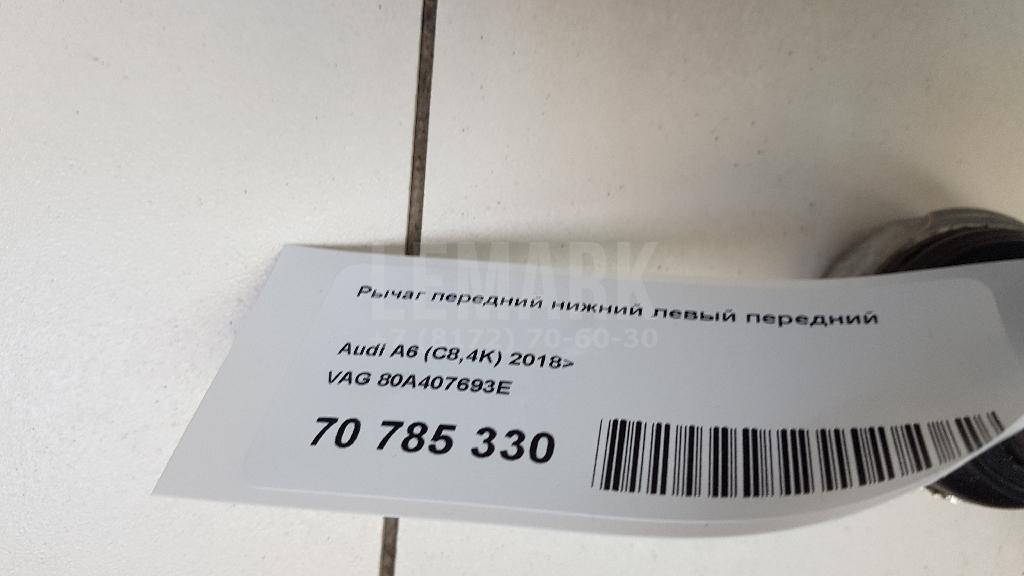 LEMARK
+7 (8172) 70-60-30
Рычаг передний нижний левый передний
Audi A6 (C8,4K) 2018>
VAG 80A407693E
70 785 330